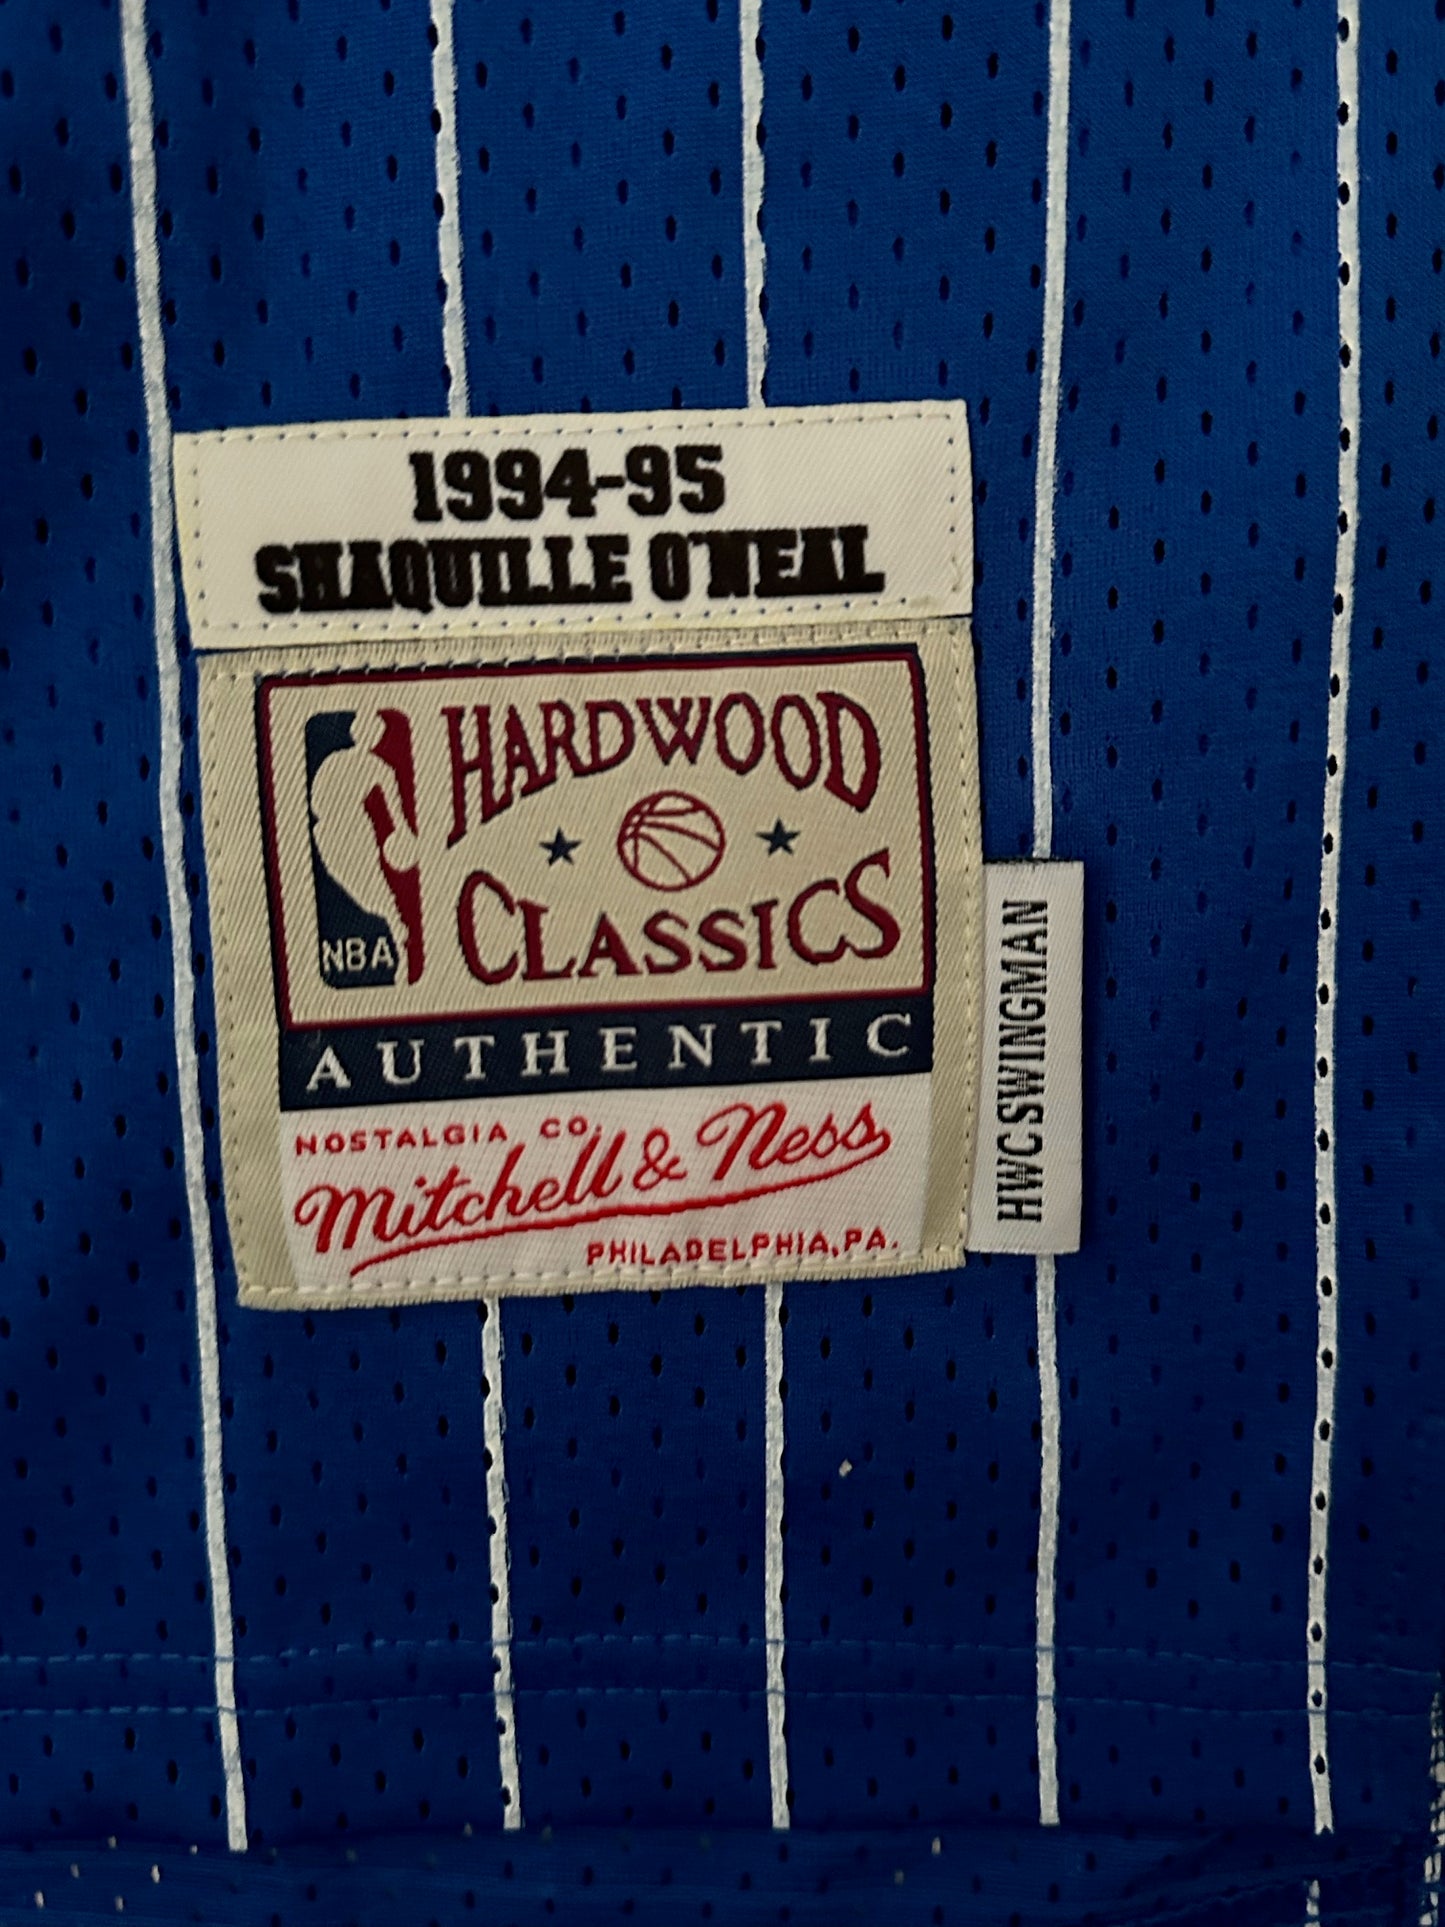 1994-95
SHAQUILLE O'NEAL
HARDWOOD
CLASSICS
NBA
AUTHENTIC
NOSTALGIA CO.
Mitchell & Ness
PHILADELPHIA, PA.
HWC SWINGMAN